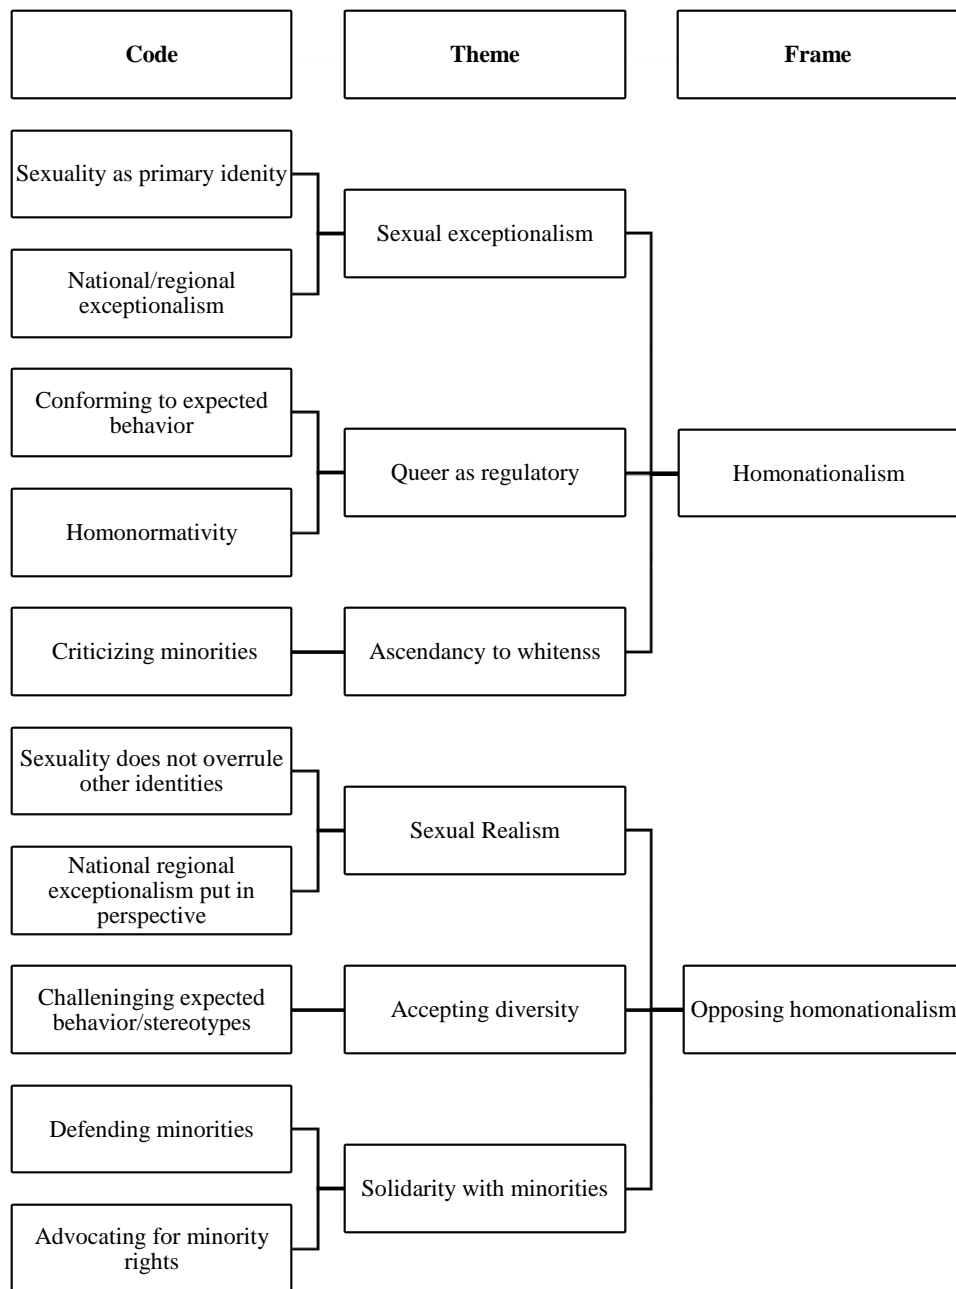 Code
Theme
Frame
Sexuality as primary idenity
National/regional
exceptionalism
Sexual exceptionalism
Conforming to expected
behavior
Homonormativity
Queer as regulatory
Criticizing minorities
Ascendancy to whitenss
Homonationalism
Sexuality does not overrule
other identities
National regional
exceptionalism put in
perspective
Sexual Realism
Challeninging expected
behavior/stereotypes
Accepting diversity
Defending minorities
Advocating for minority
rights
Solidarity with minorities
Opposing homonationalism